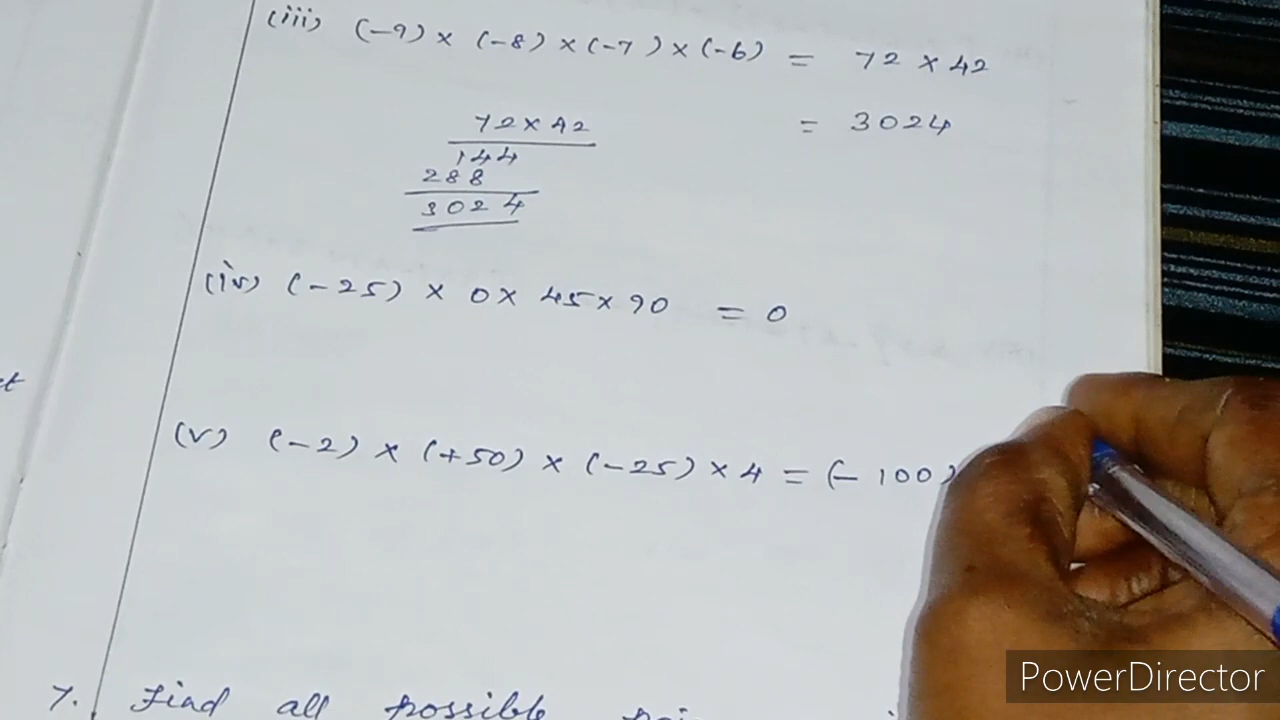 (iii) (-9) × (-8) × (-7) × (-6) = 72 × 42
= 3024
72 × 42
144
288
3024
(iv) (-25) × 0 × 45 × 90 = 0
(v) (-2) × (+50) × (-25) × 4 = (-100)
7. Find all possible
PowerDirector